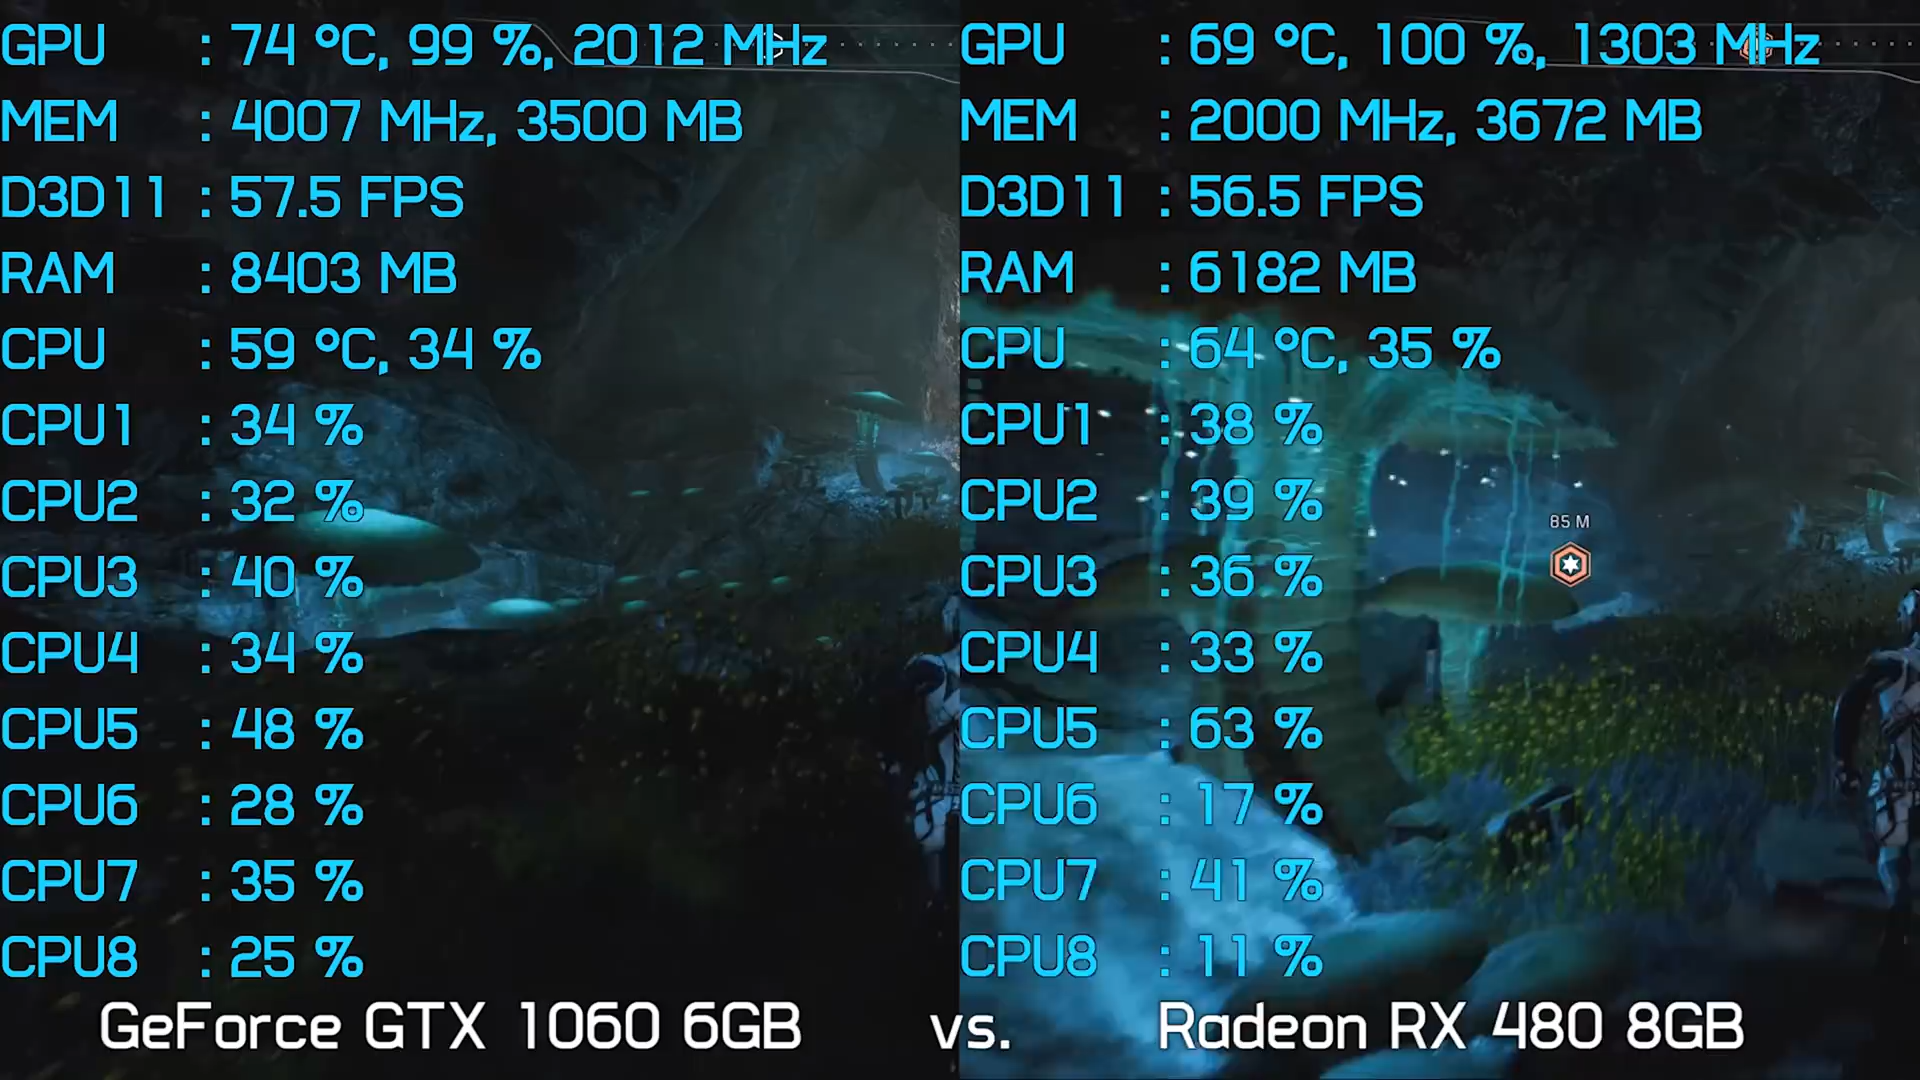 GPU : 74 °C, 99 %, 2012 MHz
MEM : 4007 MHz, 3500 MB
D3D11 : 57.5 FPS
RAM : 8403 MB
CPU : 59 °C, 34 %
CPU1 : 34 %
CPU2 : 32 %
CPU3 : 40 %
CPU4 : 34 %
CPU5 : 48 %
CPU6 : 28 %
CPU7 : 35 %
CPU8 : 25 %
GPU : 69 °C, 100 %, 1303 MHz
MEM : 2000 MHz, 3672 MB
D3D11 : 56.5 FPS
RAM : 6182 MB
CPU : 64 °C, 35 %
CPU1 : 38 %
CPU2 : 39 %
CPU3 : 36 %
CPU4 : 33 %
CPU5 : 63 %
CPU6 : 17 %
CPU7 : 41 %
CPU8 : 11 %
85 M
GeForce GTX 1060 6GB vs. Radeon RX 480 8GB